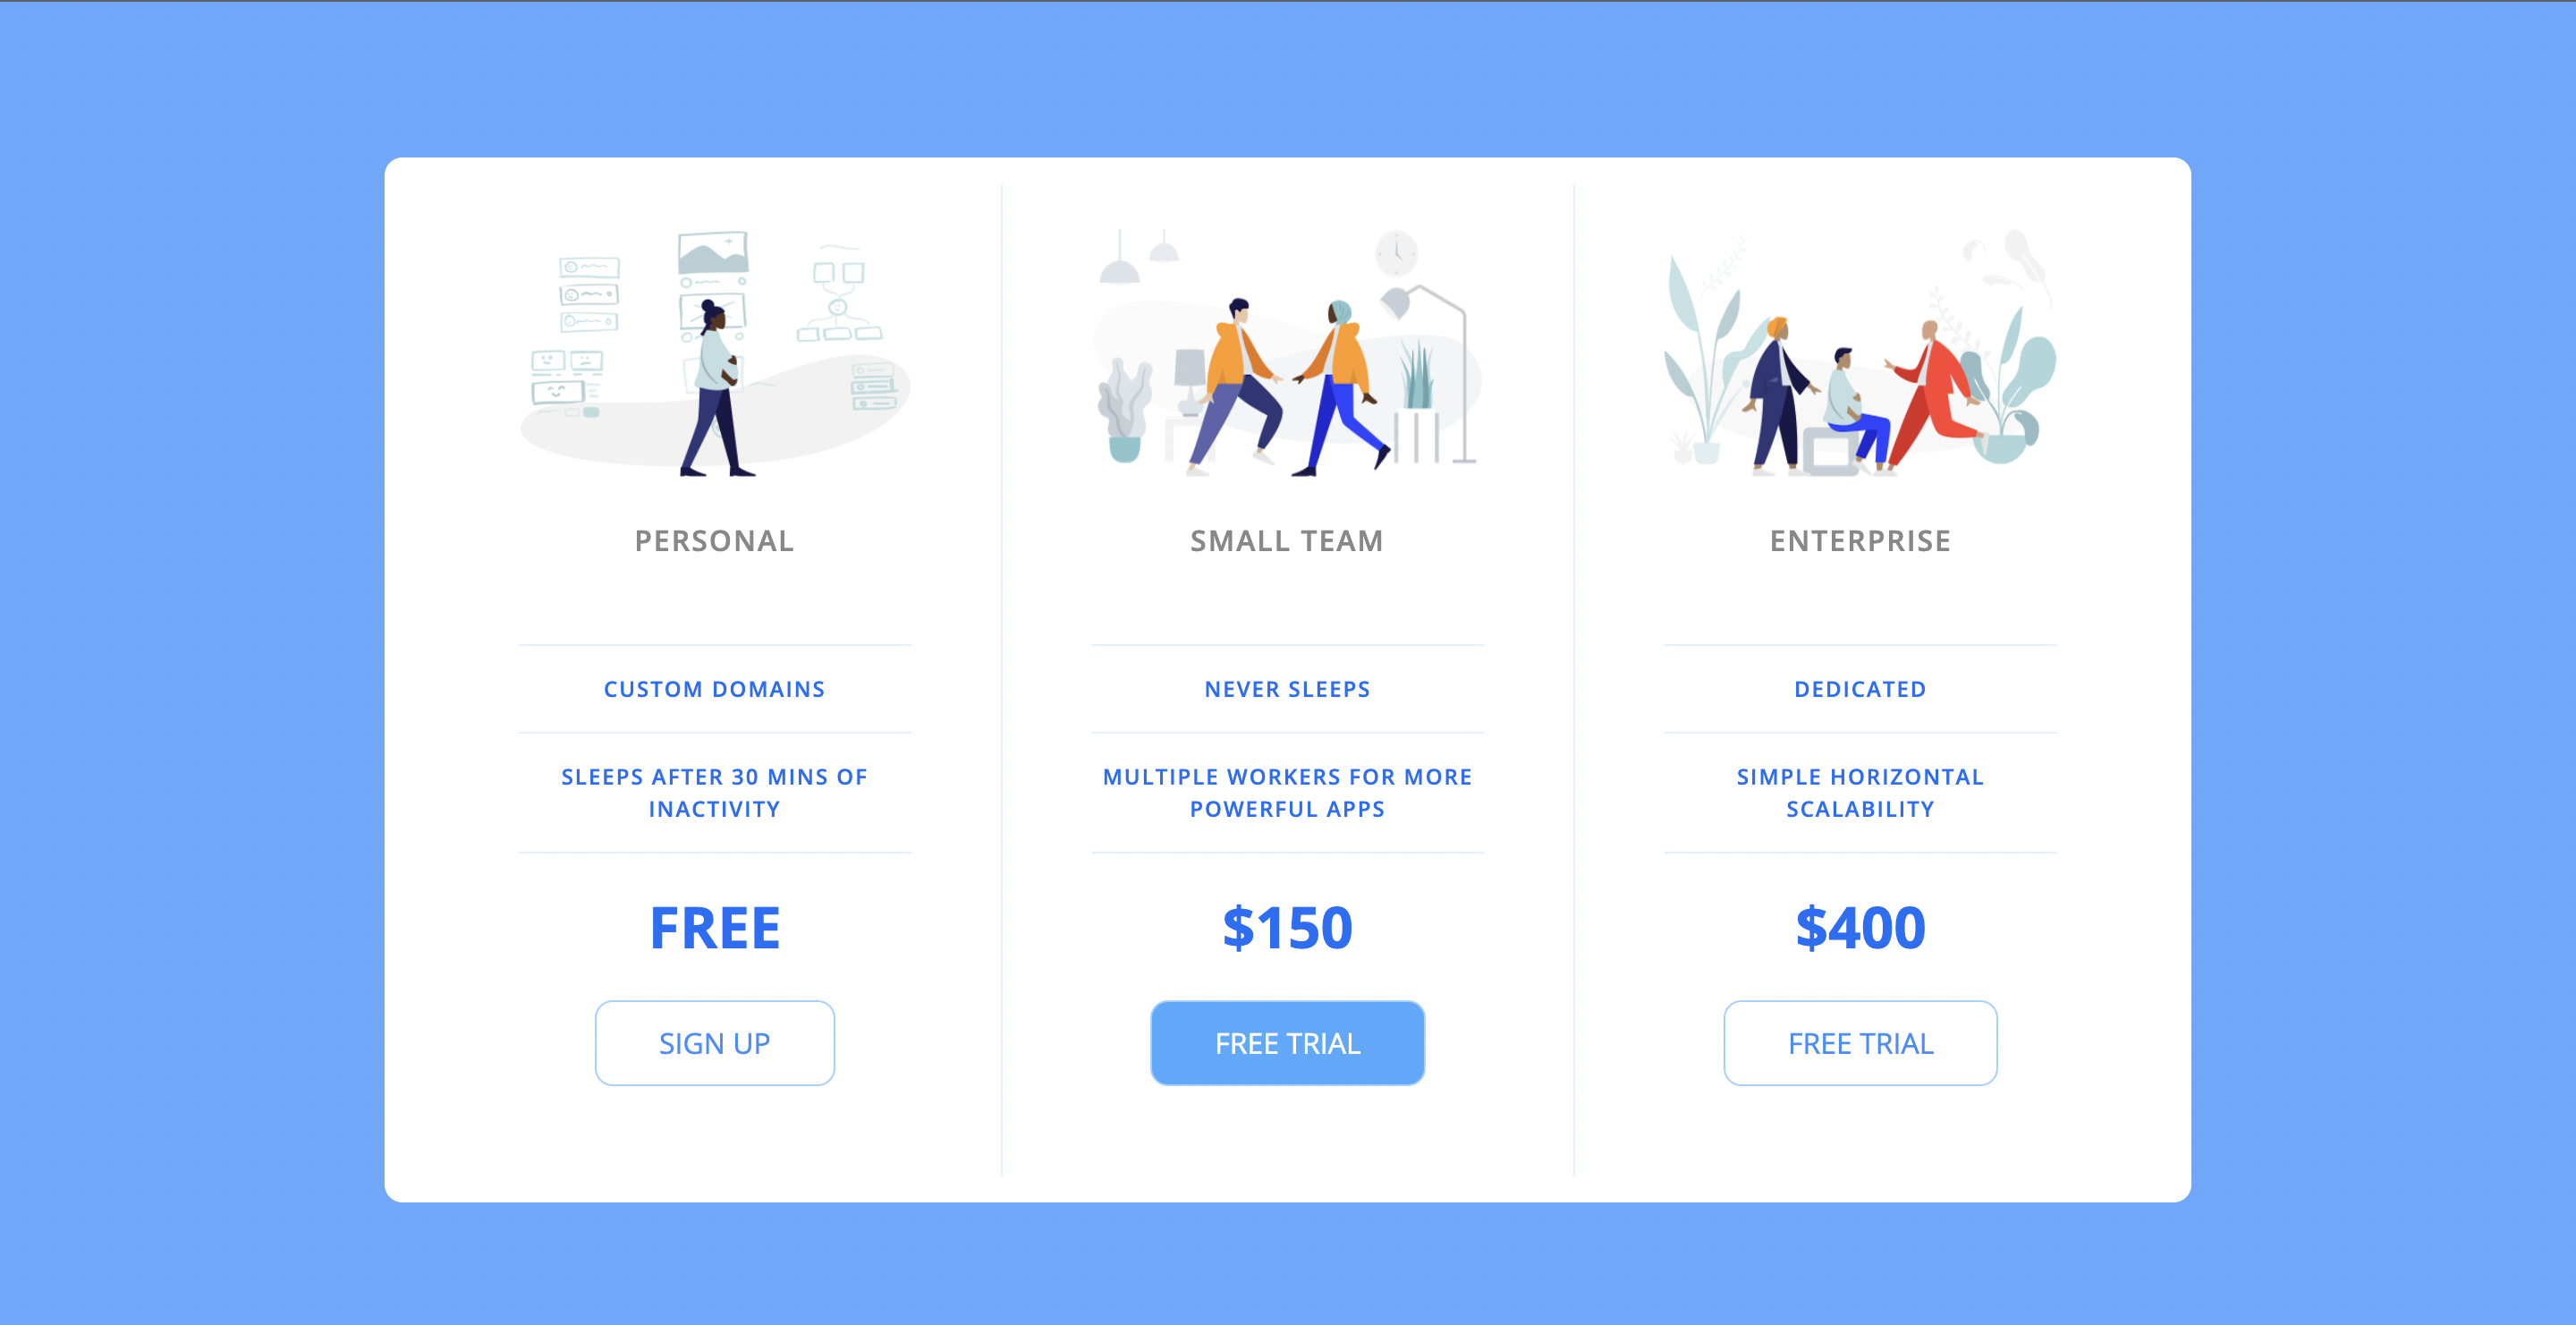 PERSONAL
CUSTOM DOMAINS
SLEEPS AFTER 30 MINS OF
INACTIVITY
FREE
SIGN UP
SMALL TEAM
NEVER SLEEPS
MULTIPLE WORKERS FOR MORE
POWERFUL APPS
$150
FREE TRIAL
ENTERPRISE
DEDICATED
SIMPLE HORIZONTAL
SCALABILITY
$400
FREE TRIAL